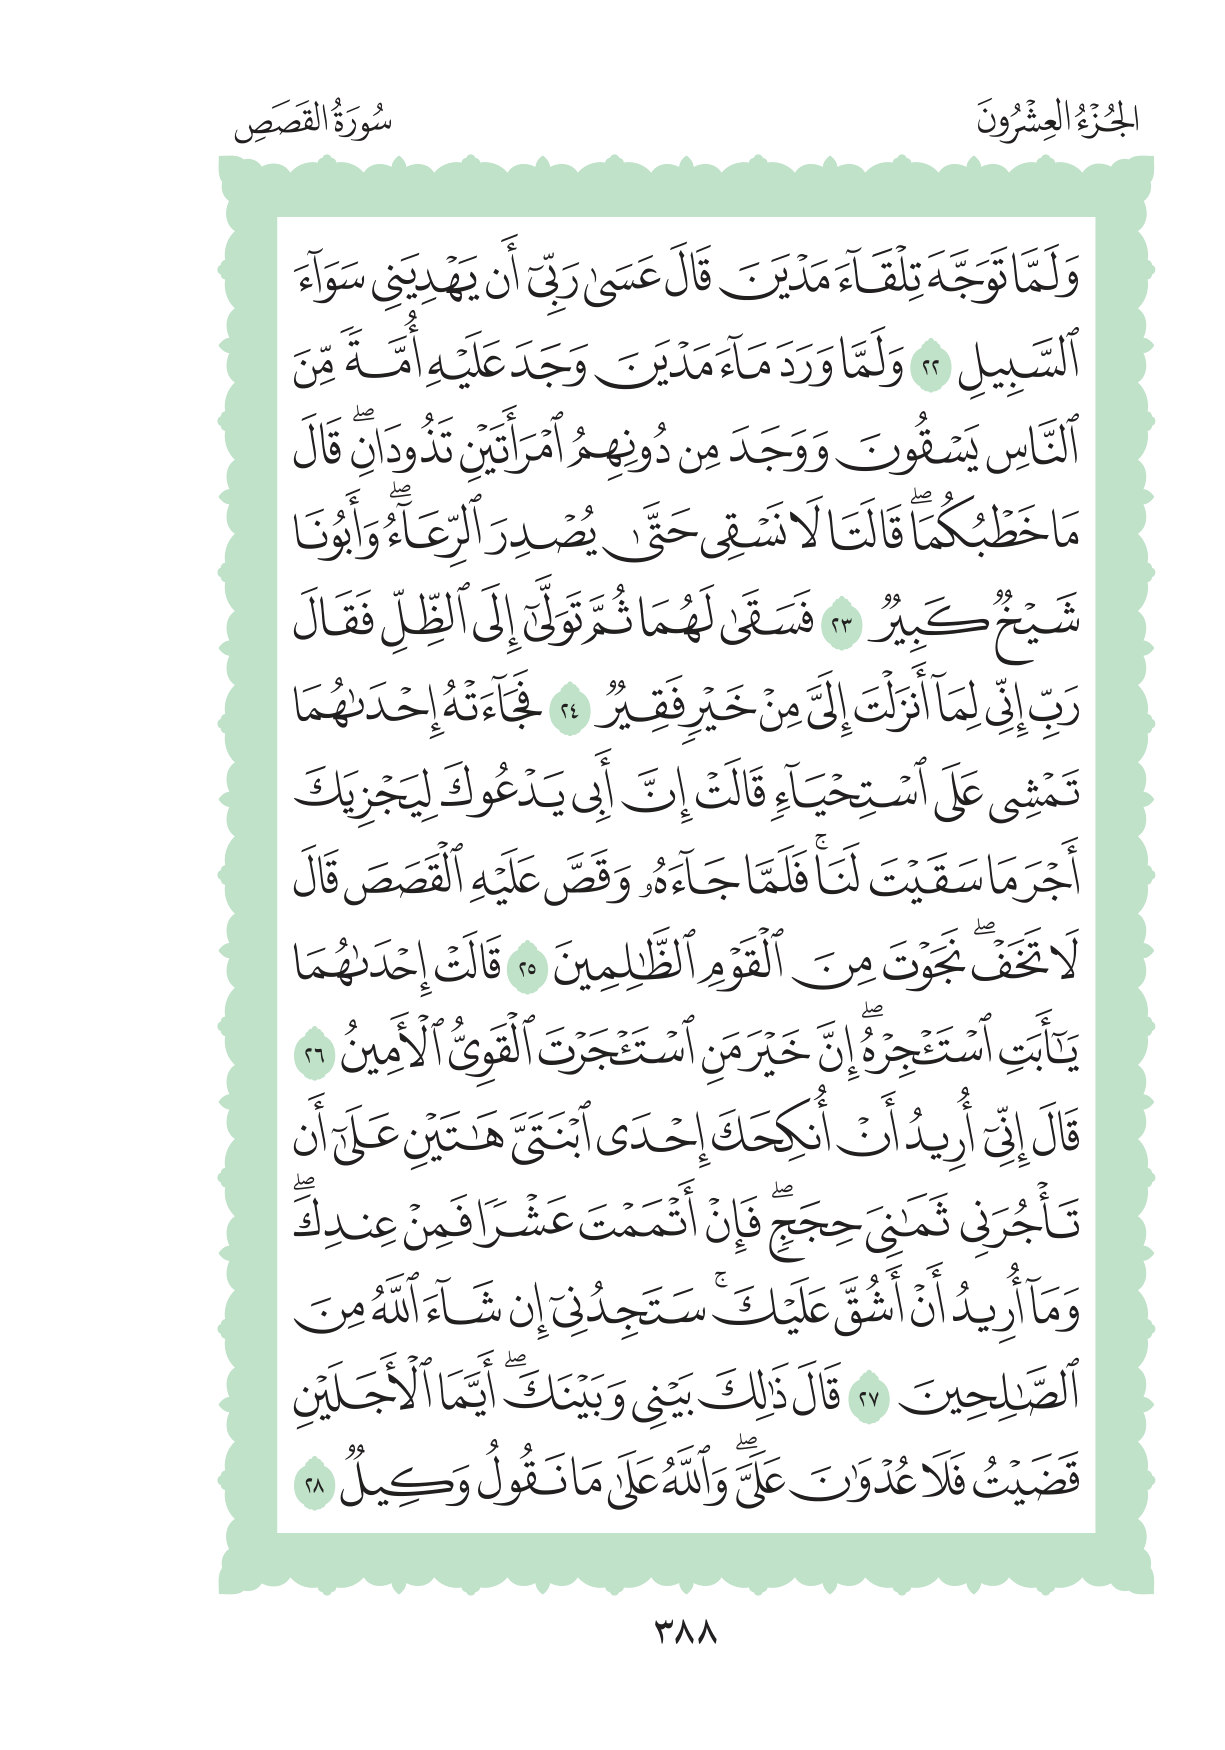 الجُزْءُ العِشْرُونَ
سُورَةُ القَصَصِ
وَلَمَّا تَوَجَّهَ تِلْقَآءَ مَدْيَنَ قَالَ عَسَىٰ رَبِّىٓ أَن يَهْدِيَنِى سَوَآءَ
ٱلسَّبِيلِ ٢٢ وَلَمَّا وَرَدَ مَآءَ مَدْيَنَ وَجَدَ عَلَيْهِ أُمَّةً مِّنَ
ٱلنَّاسِ يَسْقُونَ وَوَجَدَ مِن دُونِهِمُ ٱمْرَأَتَيْنِ تَذُودَانِۖ قَالَ
مَا خَطْبُكُمَاۖ قَالَتَا لَا نَسْقِى حَتَّىٰ يُصْدِرَ ٱلرِّعَآءُۖ وَأَبُونَا
شَيْخٌ كَبِيرٌ ٢٣ فَسَقَىٰ لَهُمَا ثُمَّ تَوَلَّىٰٓ إِلَى ٱلظِّلِّ فَقَالَ
رَبِّ إِنِّى لِمَآ أَنزَلْتَ إِلَىَّ مِنْ خَيْرٍ فَقِيرٌ ٢٤ فَجَآءَتْهُ إِحْدَىٰهُمَا
تَمْشِى عَلَى ٱسْتِحْيَآءٍ قَالَتْ إِنَّ أَبِى يَدْعُوكَ لِيَجْزِيَكَ
أَجْرَ مَا سَقَيْتَ لَنَاۚ فَلَمَّا جَآءَهُۥ وَقَصَّ عَلَيْهِ ٱلْقَصَصَ قَالَ
لَا تَخَفْۖ نَجَوْتَ مِنَ ٱلْقَوْمِ ٱلظَّٰلِمِينَ ٢٥ قَالَتْ إِحْدَىٰهُمَا
يَٰٓأَبَتِ ٱسْتَـْٔجِرْهُۖ إِنَّ خَيْرَ مَنِ ٱسْتَـْٔجَرْتَ ٱلْقَوِىُّ ٱلْأَمِينُ ٢٦
قَالَ إِنِّىٓ أُرِيدُ أَنْ أُنكِحَكَ إِحْدَى ٱبْنَتَىَّ هَٰتَيْنِ عَلَىٰٓ أَن
تَأْجُرَنِى ثَمَٰنِىَ حِجَجٍۖ فَإِنْ أَتْمَمْتَ عَشْرًا فَمِنْ عِندِكَۖ
وَمَآ أُرِيدُ أَنْ أَشُقَّ عَلَيْكَۚ سَتَجِدُنِىٓ إِن شَآءَ ٱللَّهُ مِنَ
ٱلصَّٰلِحِينَ ٢٧ قَالَ ذَٰلِكَ بَيْنِى وَبَيْنَكَۖ أَيَّمَا ٱلْأَجَلَيْنِ
قَضَيْتُ فَلَا عُدْوَٰنَ عَلَىَّۖ وَٱللَّهُ عَلَىٰ مَا نَقُولُ وَكِيلٌ ٢٨
٣٨٨